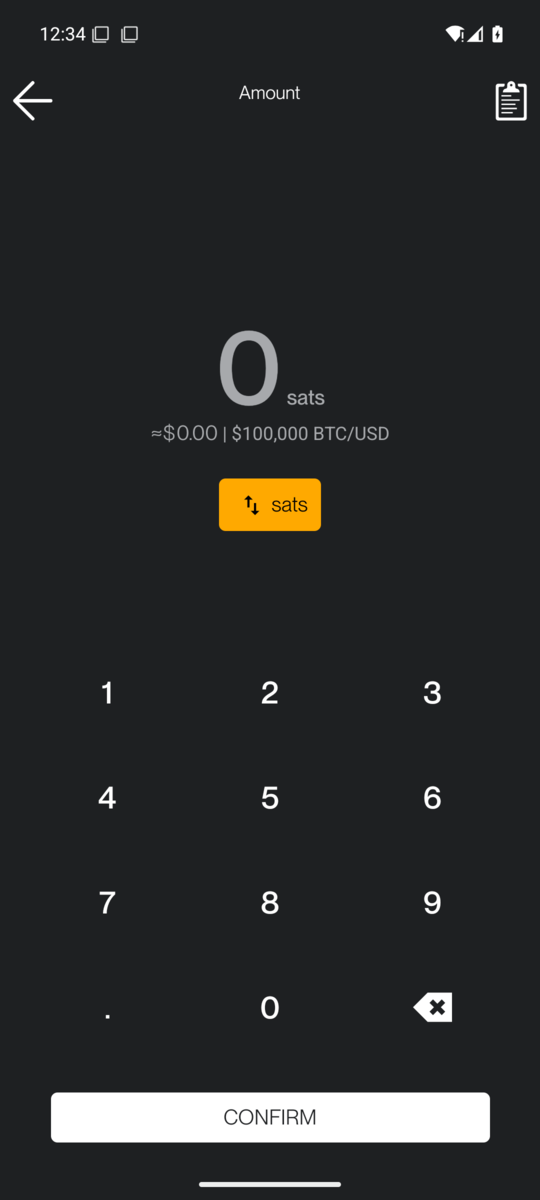 12:34
Amount
0 sats
≈$0.00 | $100,000 BTC/USD
sats
1 2 3
4 5 6
7 8 9
. 0
CONFIRM